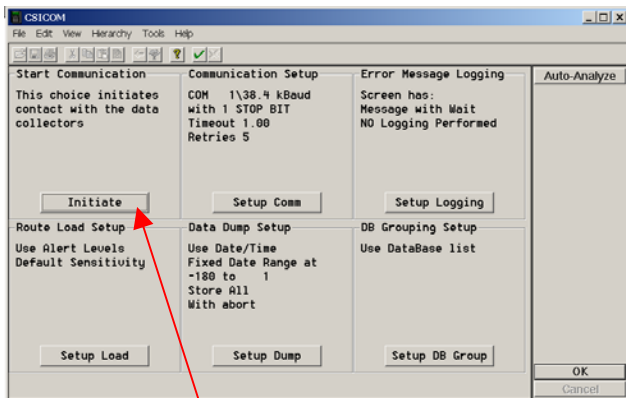 CSICOM
File Edit View Hierarchy Tools Help
Start Communication
This choice initiates
contact with the data
collectors
Initiate
Communication Setup
COM 1\38.4 kBaud
with 1 STOP BIT
Timeout 1.00
Retries 5
Setup Comm
Error Message Logging
Screen has:
Message with Wait
NO Logging Performed
Setup Logging
Auto-Analyze
Route Load Setup
Use Alert Levels
Default Sensitivity
Setup Load
Data Dump Setup
Use Date/Time
Fixed Date Range at
-180 to 1
Store All
With abort
Setup Dump
DB Grouping Setup
Use DataBase list
Setup DB Group
OK
Cancel